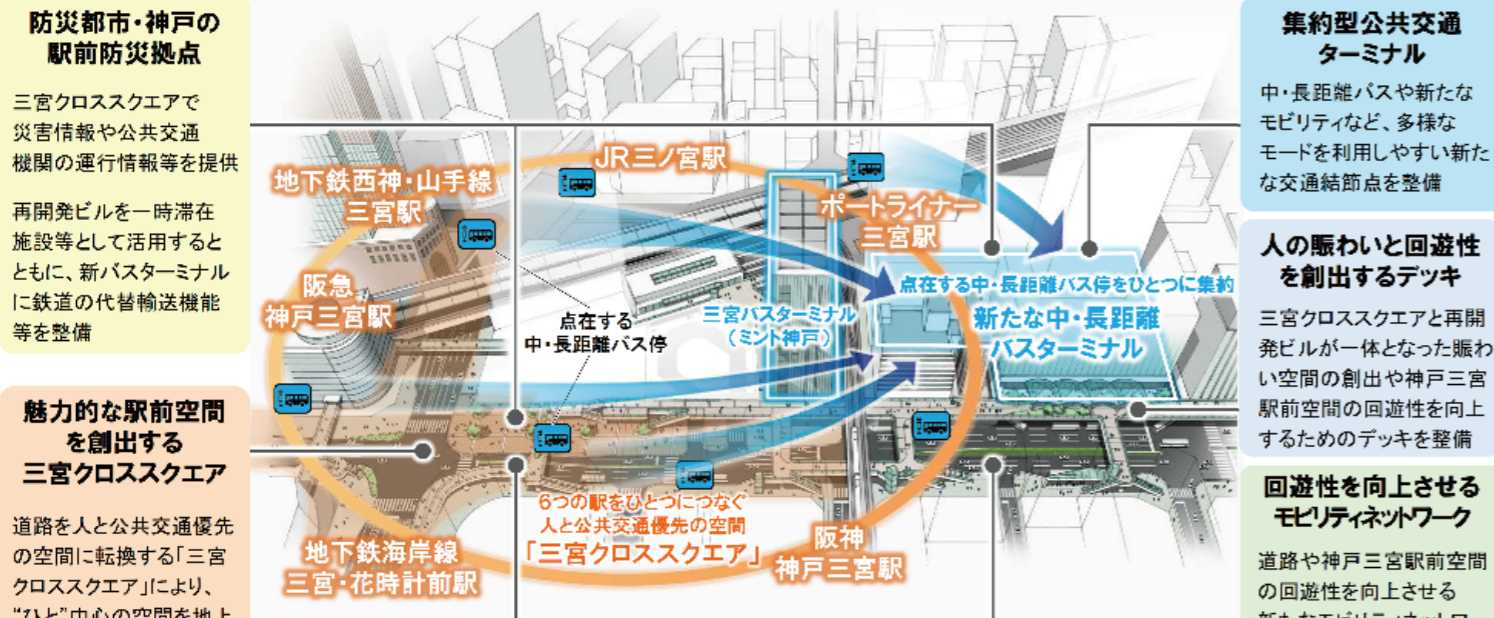 防災都市・神戸の
駅前防災拠点
三宮クロススクエアで
災害情報や公共交通
機関の運行情報等を提供
再開発ビルを一時滞在
施設等として活用すると
ともに、新バスターミナル
に鉄道の代替輸送機能
等を整備
魅力的な駅前空間
を創出する
三宮クロススクエア
道路を人と公共交通優先
の空間に転換する「三宮
クロススクエア」により、
“ひと”中心の空間を地上
JR三ノ宮駅
地下鉄西神・山手線
三宮駅
ポートライナー
三宮駅
阪急
神戸三宮駅
点在する
中・長距離バス停
三宮バスターミナル
(ミント神戸)
点在する中・長距離バス停をひとつに集約
新たな中・長距離
バスターミナル
6つの駅をひとつにつなぐ
人と公共交通優先の空間
「三宮クロススクエア」
地下鉄海岸線
三宮・花時計前駅
阪神
神戸三宮駅
集約型公共交通
ターミナル
中・長距離バスや新たな
モビリティなど、多様な
モードを利用しやすい新た
な交通結節点を整備
人の賑わいと回遊性
を創出するデッキ
三宮クロススクエアと再開
発ビルが一体となった賑わ
い空間の創出や神戸三宮
駅前空間の回遊性を向上
するためのデッキを整備
回遊性を向上させる
モビリティネットワーク
道路や神戸三宮駅前空間
の回遊性を向上させる
新たなモビリティネットワー